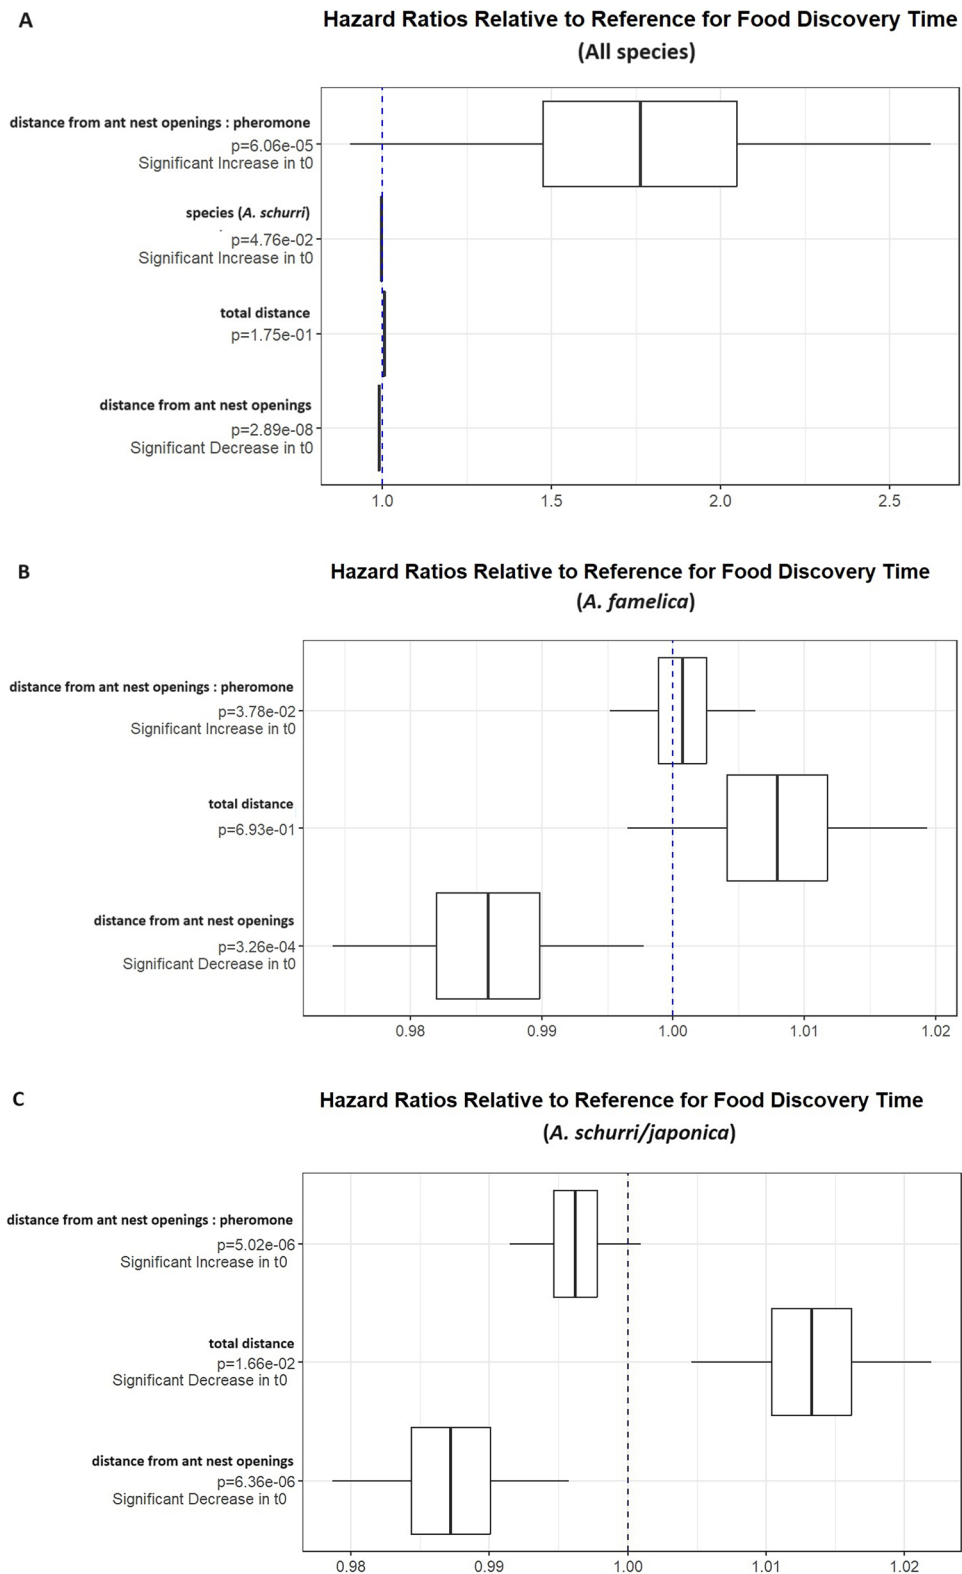 A
Hazard Ratios Relative to Reference for Food Discovery Time
(All species)
distance from ant nest openings : pheromone
p=6.06e-05
Significant Increase in t0
species (A. schurri)
p=4.76e-02
Significant Increase in t0
total distance
p=1.75e-01
distance from ant nest openings
p=2.89e-08
Significant Decrease in t0
1.0 1.5 2.0 2.5
B
Hazard Ratios Relative to Reference for Food Discovery Time
(A. famelica)
distance from ant nest openings : pheromone
p=3.78e-02
Significant Increase in t0
total distance
p=6.93e-01
distance from ant nest openings
p=3.26e-04
Significant Decrease in t0
0.98 0.99 1.00 1.01 1.02
C
Hazard Ratios Relative to Reference for Food Discovery Time
(A. schurri/japonica)
distance from ant nest openings : pheromone
p=5.02e-06
Significant Increase in t0
total distance
p=1.66e-02
Significant Decrease in t0
distance from ant nest openings
p=6.36e-06
Significant Decrease in t0
0.98 0.99 1.00 1.01 1.02